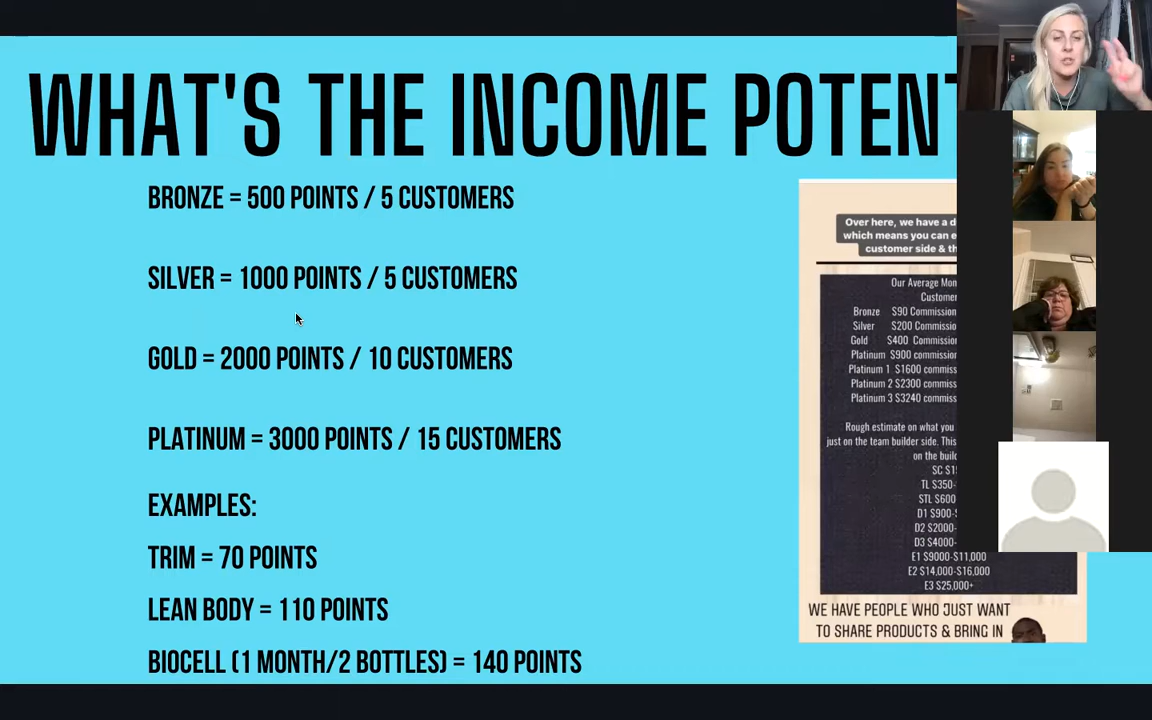 WHAT'S THE INCOME POTENT
BRONZE = 500 POINTS / 5 CUSTOMERS
SILVER = 1000 POINTS / 5 CUSTOMERS
GOLD = 2000 POINTS / 10 CUSTOMERS
PLATINUM = 3000 POINTS / 15 CUSTOMERS
EXAMPLES:
TRIM = 70 POINTS
LEAN BODY = 110 POINTS
BIOCELL (1 MONTH/2 BOTTLES) = 140 POINTS
Over here, we have a d
which means you can e
customer side & th
Our Average Mon
Custome
Bronze $90 Commission
Silver $200 Commissio
Gold $400 Commission
Platinum $900 commissio
Platinum 1 $1600 commiss
Platinum 2 $2300 commiss
Platinum 3 $3240 commiss
Rough estimate on what you
just on the team builder side. This
on the buil
SC $1
TL $350-
STL $600
D1 $900-
D2 $2000-
D3 $4000-
E1 $9000-$11,000
E2 $14,000-$16,000
E3 $25,000+
WE HAVE PEOPLE WHO JUST WANT
TO SHARE PRODUCTS & BRING IN